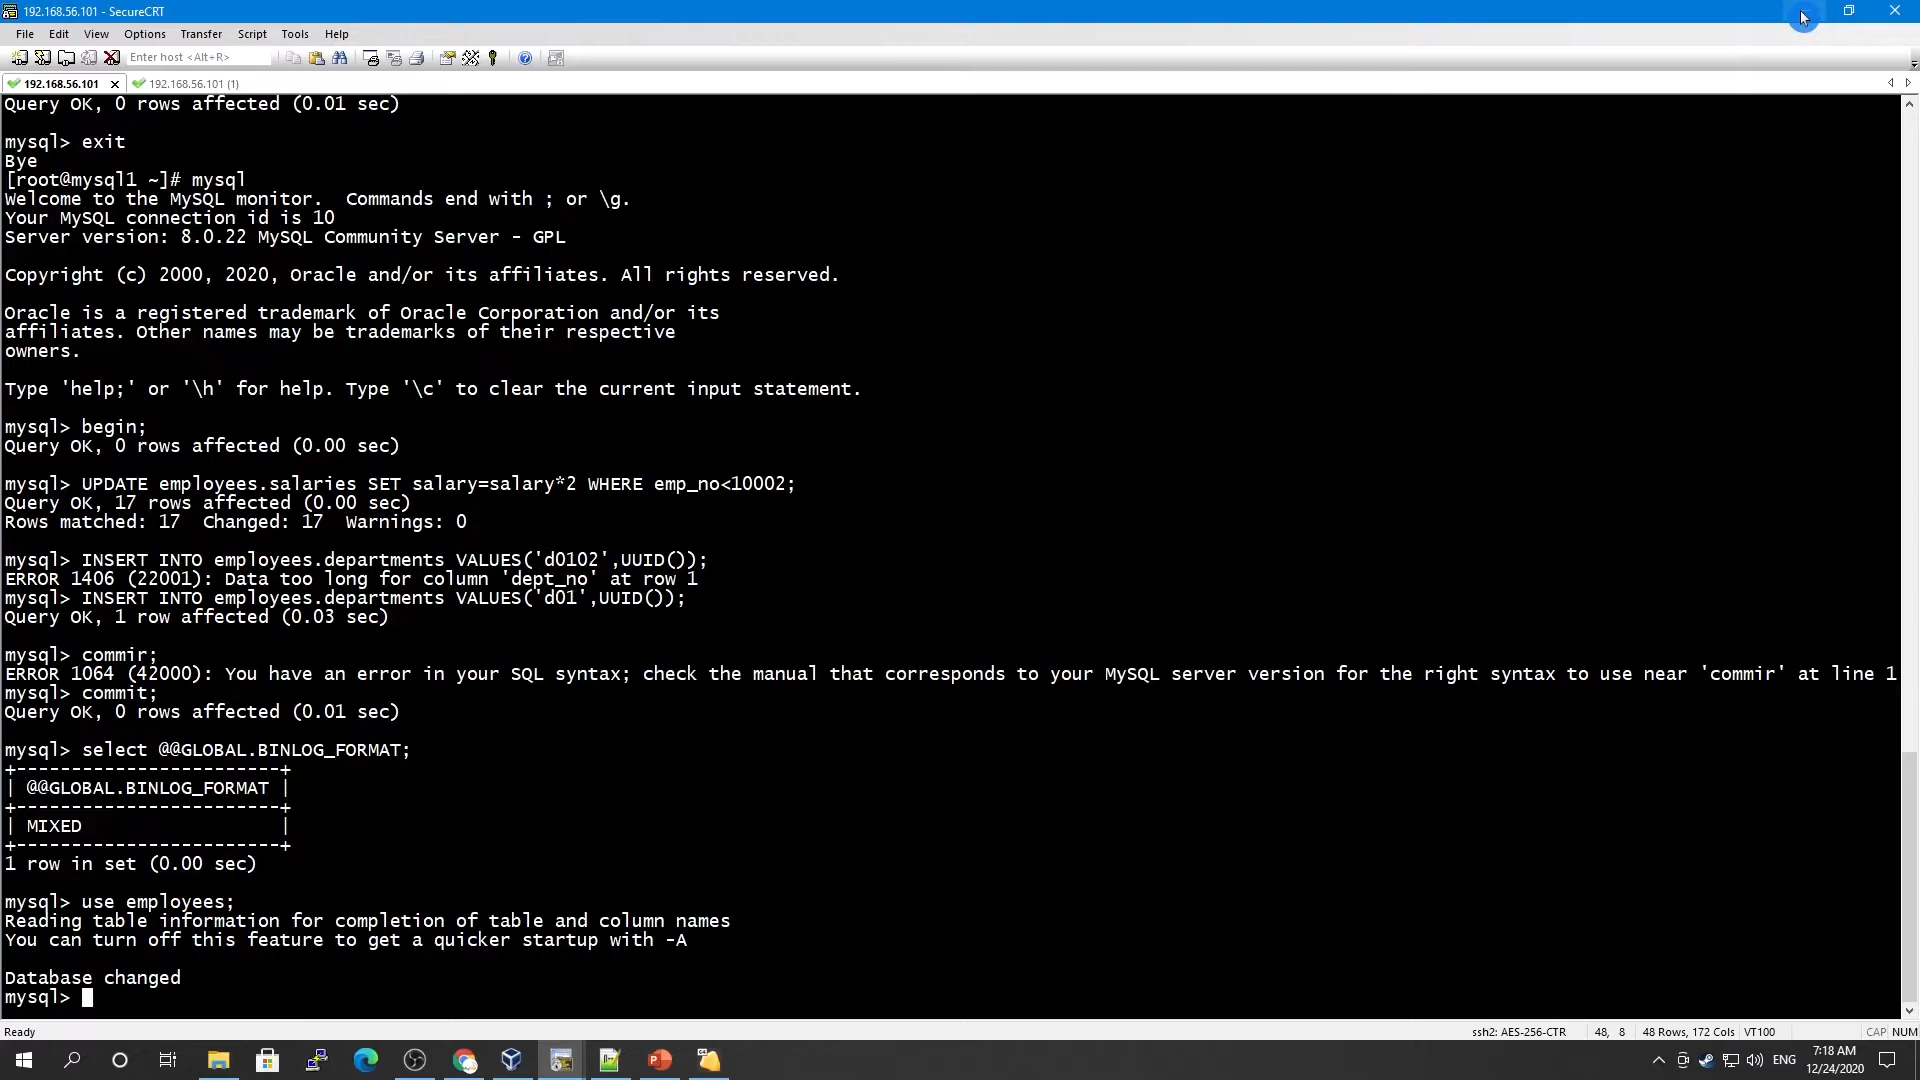 192.168.56.101 - SecureCRT
File Edit View Options Transfer Script Tools Help
Enter host <Alt+R>
192.168.56.101 192.168.56.101 (1)
Query OK, 0 rows affected (0.01 sec)
mysql> exit
Bye
[root@mysql1 ~]# mysql
Welcome to the MySQL monitor.  Commands end with ; or \g.
Your MySQL connection id is 10
Server version: 8.0.22 MySQL Community Server - GPL
Copyright (c) 2000, 2020, Oracle and/or its affiliates. All rights reserved.
Oracle is a registered trademark of Oracle Corporation and/or its
affiliates. Other names may be trademarks of their respective
owners.
Type 'help;' or '\h' for help. Type '\c' to clear the current input statement.
mysql> begin;
Query OK, 0 rows affected (0.00 sec)
mysql> UPDATE employees.salaries SET salary=salary*2 WHERE emp_no<10002;
Query OK, 17 rows affected (0.00 sec)
Rows matched: 17  Changed: 17  Warnings: 0
mysql> INSERT INTO employees.departments VALUES('d0102',UUID());
ERROR 1406 (22001): Data too long for column 'dept_no' at row 1
mysql> INSERT INTO employees.departments VALUES('d01',UUID());
Query OK, 1 row affected (0.03 sec)
mysql> commir;
ERROR 1064 (42000): You have an error in your SQL syntax; check the manual that corresponds to your MySQL server version for the right syntax to use near 'commir' at line 1
mysql> commit;
Query OK, 0 rows affected (0.01 sec)
mysql> select @@GLOBAL.BINLOG_FORMAT;
+------------------------+
| @@GLOBAL.BINLOG_FORMAT |
+------------------------+
| MIXED                  |
+------------------------+
1 row in set (0.00 sec)
mysql> use employees;
Reading table information for completion of table and column names
You can turn off this feature to get a quicker startup with -A
Database changed
mysql>
Ready ssh2: AES-256-CTR 48, 8 48 Rows, 172 Cols VT100 CAP NUM
ENG 7:18 AM
12/24/2020